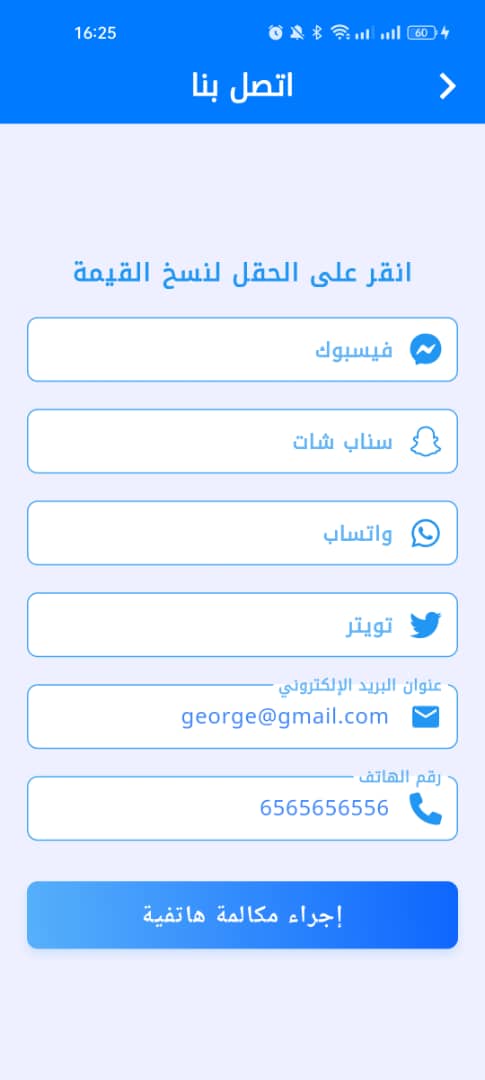 16:25
60
اتصل بنا
انقر على الحقل لنسخ القيمة
فيسبوك
سناب شات
واتساب
تويتر
عنوان البريد الإلكتروني
george@gmail.com
رقم الهاتف
6565656556
إجراء مكالمة هاتفية